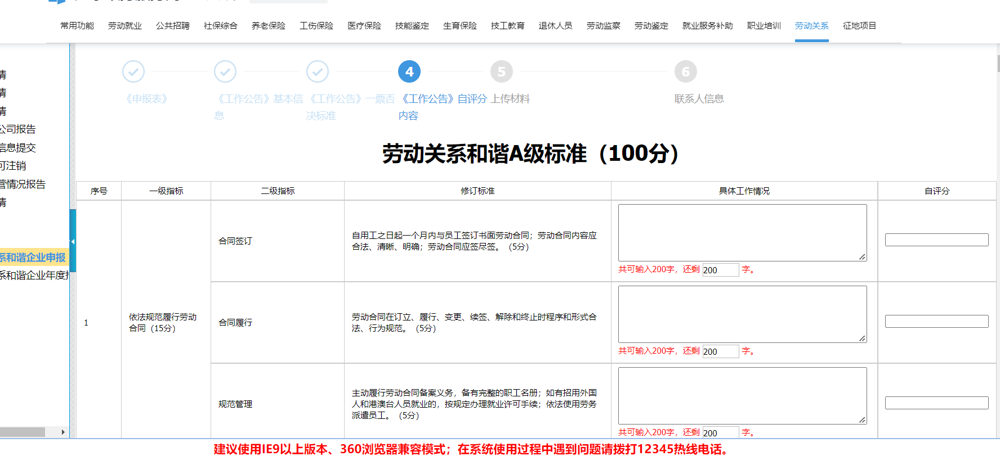 常用功能 劳动就业 公共招聘 社保综合 养老保险 工伤保险 医疗保险 技能鉴定 生育保险 技工教育 退休人员 劳动监察 劳动鉴定 就业服务补助 职业培训 劳动关系 征地项目
情
情
情
公司报告
信息提交
可注销
营情况报告
情
系和谐企业申报
系和谐企业年度报
4 5 6
《申报表》 《工作公告》基本信 《工作公告》一票否 《工作公告》自评分 上传材料 联系人信息
息 决标准 内容
劳动关系和谐A级标准（100分）
序号 一级指标 二级指标 修订标准 具体工作情况 自评分
1
依法规范履行劳动
合同（15分）
合同签订
自用工之日起一个月内与员工签订书面劳动合同；劳动合同内容应
合法、清晰、明确；劳动合同应签尽签。（5分）
共可输入200字，还剩 200 字。
合同履行
劳动合同在订立、履行、变更、续签、解除和终止时程序和形式合
法、行为规范。（5分）
共可输入200字，还剩 200 字。
规范管理
主动履行劳动合同备案义务，备有完整的职工名册；如有招用外国
人和港澳台人员就业的，按规定办理就业许可手续；依法使用劳务
派遣员工。（5分）
共可输入200字，还剩 200 字。
建议使用IE9以上版本、360浏览器兼容模式；在系统使用过程中遇到问题请拨打12345热线电话。